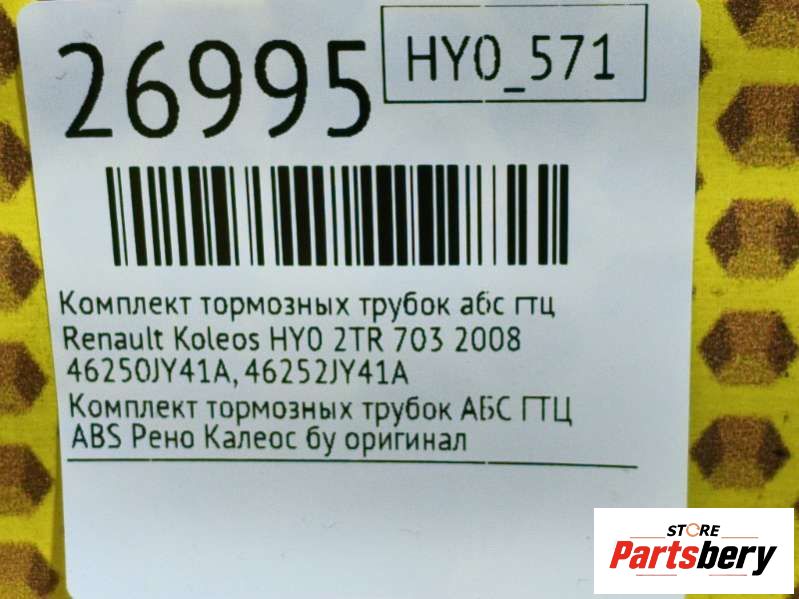 26995
HY0_571
Комплект тормозных трубок абс гтц
Renault Koleos HY0 2TR 703 2008
46250JY41A, 46252JY41A
Комплект тормозных трубок АБС ГТЦ
ABS Рено Калеос бу оригинал
STORE
Partsbery